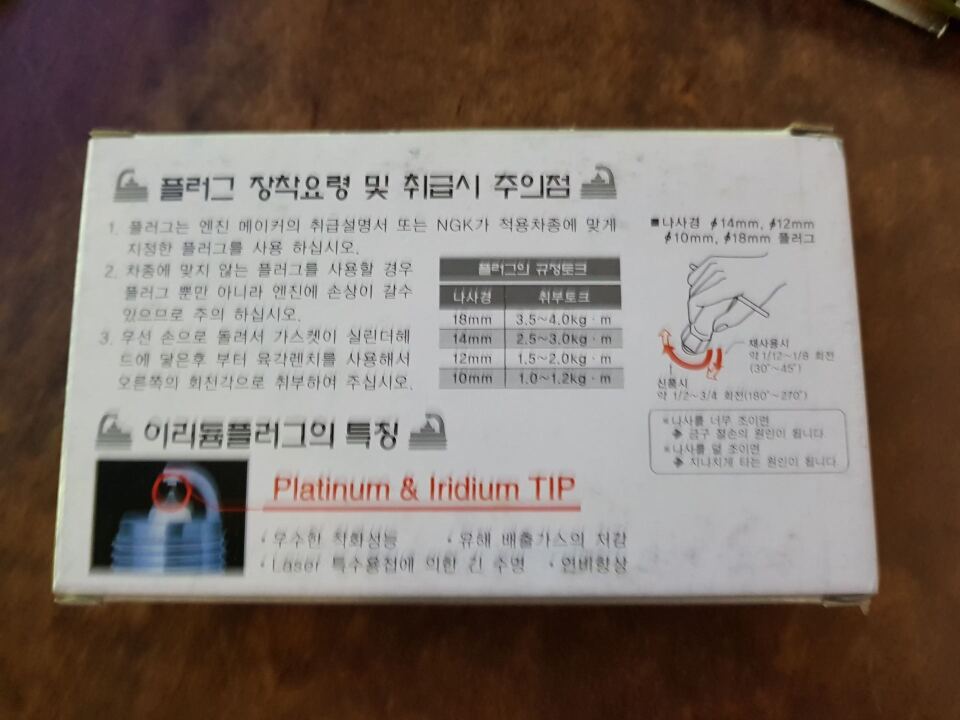 플러그 장착요령 및 취급시 주의점
1. 플러그는 엔진 메이커의 취급설명서 또는 NGK가 적용차종에 맞게
지정한 플러그를 사용 하십시오.
2. 차종에 맞지 않는 플러그를 사용할 경우
플러그 뿐만 아니라 엔진에 손상이 갈수
있으므로 주의 하십시오.
3. 우선 손으로 돌려서 가스켓이 실린더헤
드에 닿은후 부터 육각렌치를 사용해서
오른쪽의 회전각으로 취부하여 주십시오.
플러그의 규정토크
나사경 취부토크
18mm 3.5~4.0kg · m
14mm 2.5~3.0kg · m
12mm 1.5~2.0kg · m
10mm 1.0~1.2kg · m
■나사경 ϕ14mm, ϕ12mm
ϕ10mm, ϕ18mm 플러그
재사용시
약 1/12~1/8 회전
(30°~45°)
신품시
약 1/2~3/4 회전(180°~270°)
※나사를 너무 조이면
금구 절손의 원인이 됩니다.
※나사를 덜 조이면
지나치게 타는 원인이 됩니다.
이리듐플러그의 특징
Platinum & Iridium TIP
· 우수한 착화성능 · 유해 배출가스의 저감
· Laser 특수용접에 의한 긴 수명 · 연비향상